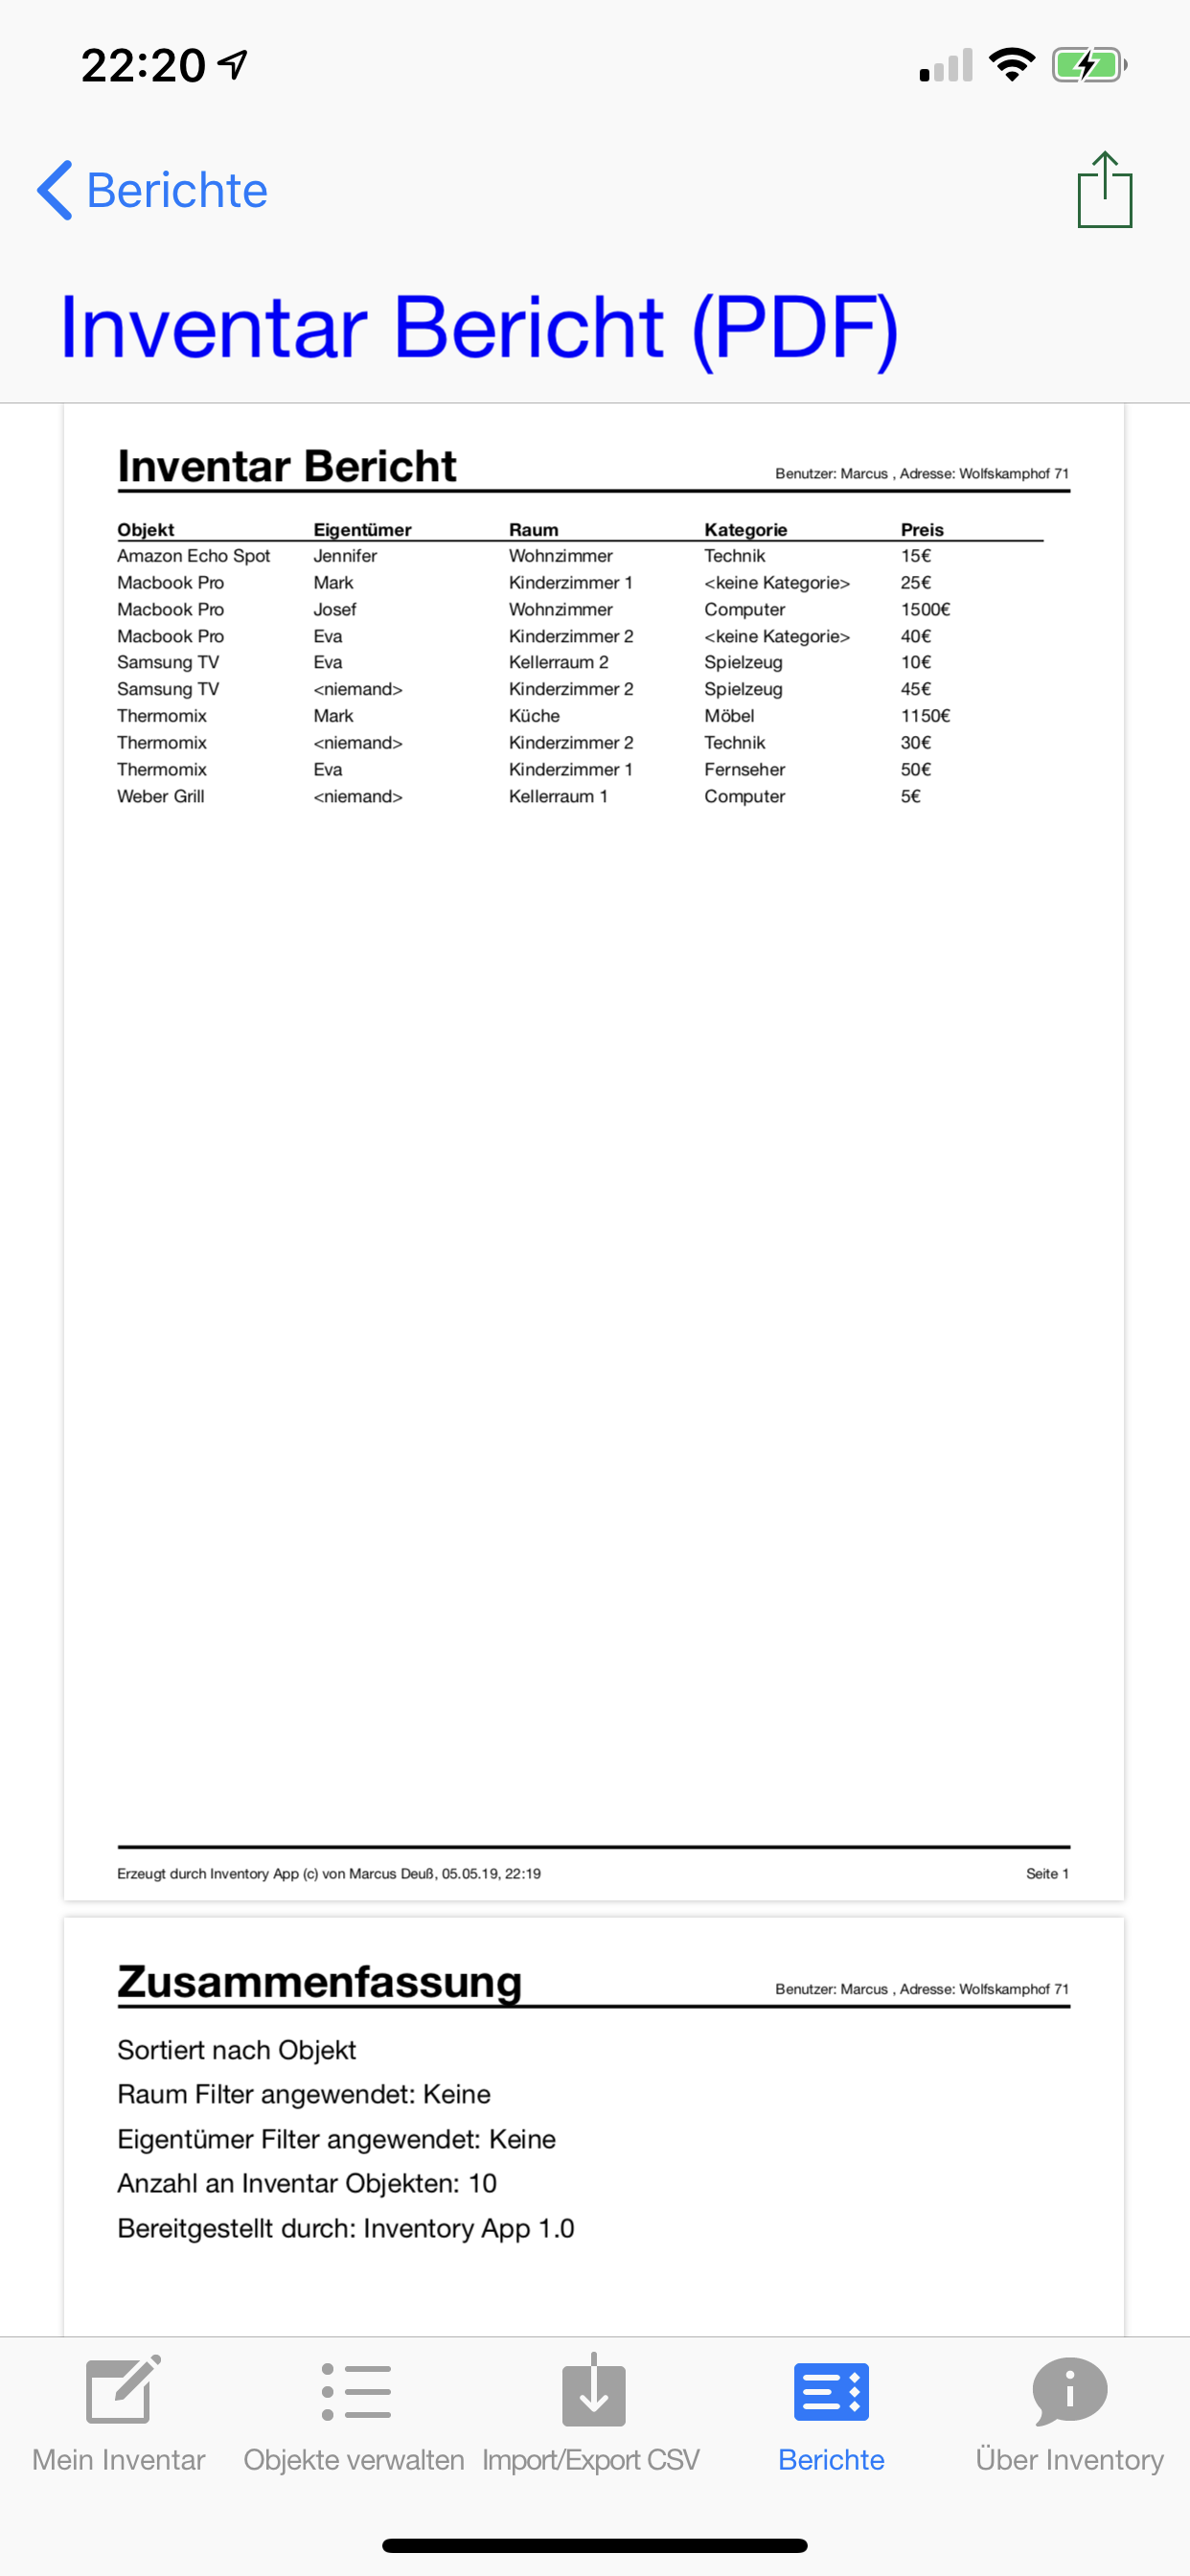 22:20
Berichte
Inventar Bericht (PDF)
Inventar Bericht Benutzer: Marcus , Adresse: Wolfskamphof 71
Objekt Eigentümer Raum Kategorie Preis
Amazon Echo Spot Jennifer Wohnzimmer Technik 15€
Macbook Pro Mark Kinderzimmer 1 <keine Kategorie> 25€
Macbook Pro Josef Wohnzimmer Computer 1500€
Macbook Pro Eva Kinderzimmer 2 <keine Kategorie> 40€
Samsung TV Eva Kellerraum 2 Spielzeug 10€
Samsung TV <niemand> Kinderzimmer 2 Spielzeug 45€
Thermomix Mark Küche Möbel 1150€
Thermomix <niemand> Kinderzimmer 2 Technik 30€
Thermomix Eva Kinderzimmer 1 Fernseher 50€
Weber Grill <niemand> Kellerraum 1 Computer 5€
Erzeugt durch Inventory App (c) von Marcus Deuß, 05.05.19, 22:19 Seite 1
Zusammenfassung Benutzer: Marcus , Adresse: Wolfskamphof 71
Sortiert nach Objekt
Raum Filter angewendet: Keine
Eigentümer Filter angewendet: Keine
Anzahl an Inventar Objekten: 10
Bereitgestellt durch: Inventory App 1.0
Mein Inventar Objekte verwalten Import/Export CSV Berichte Über Inventory